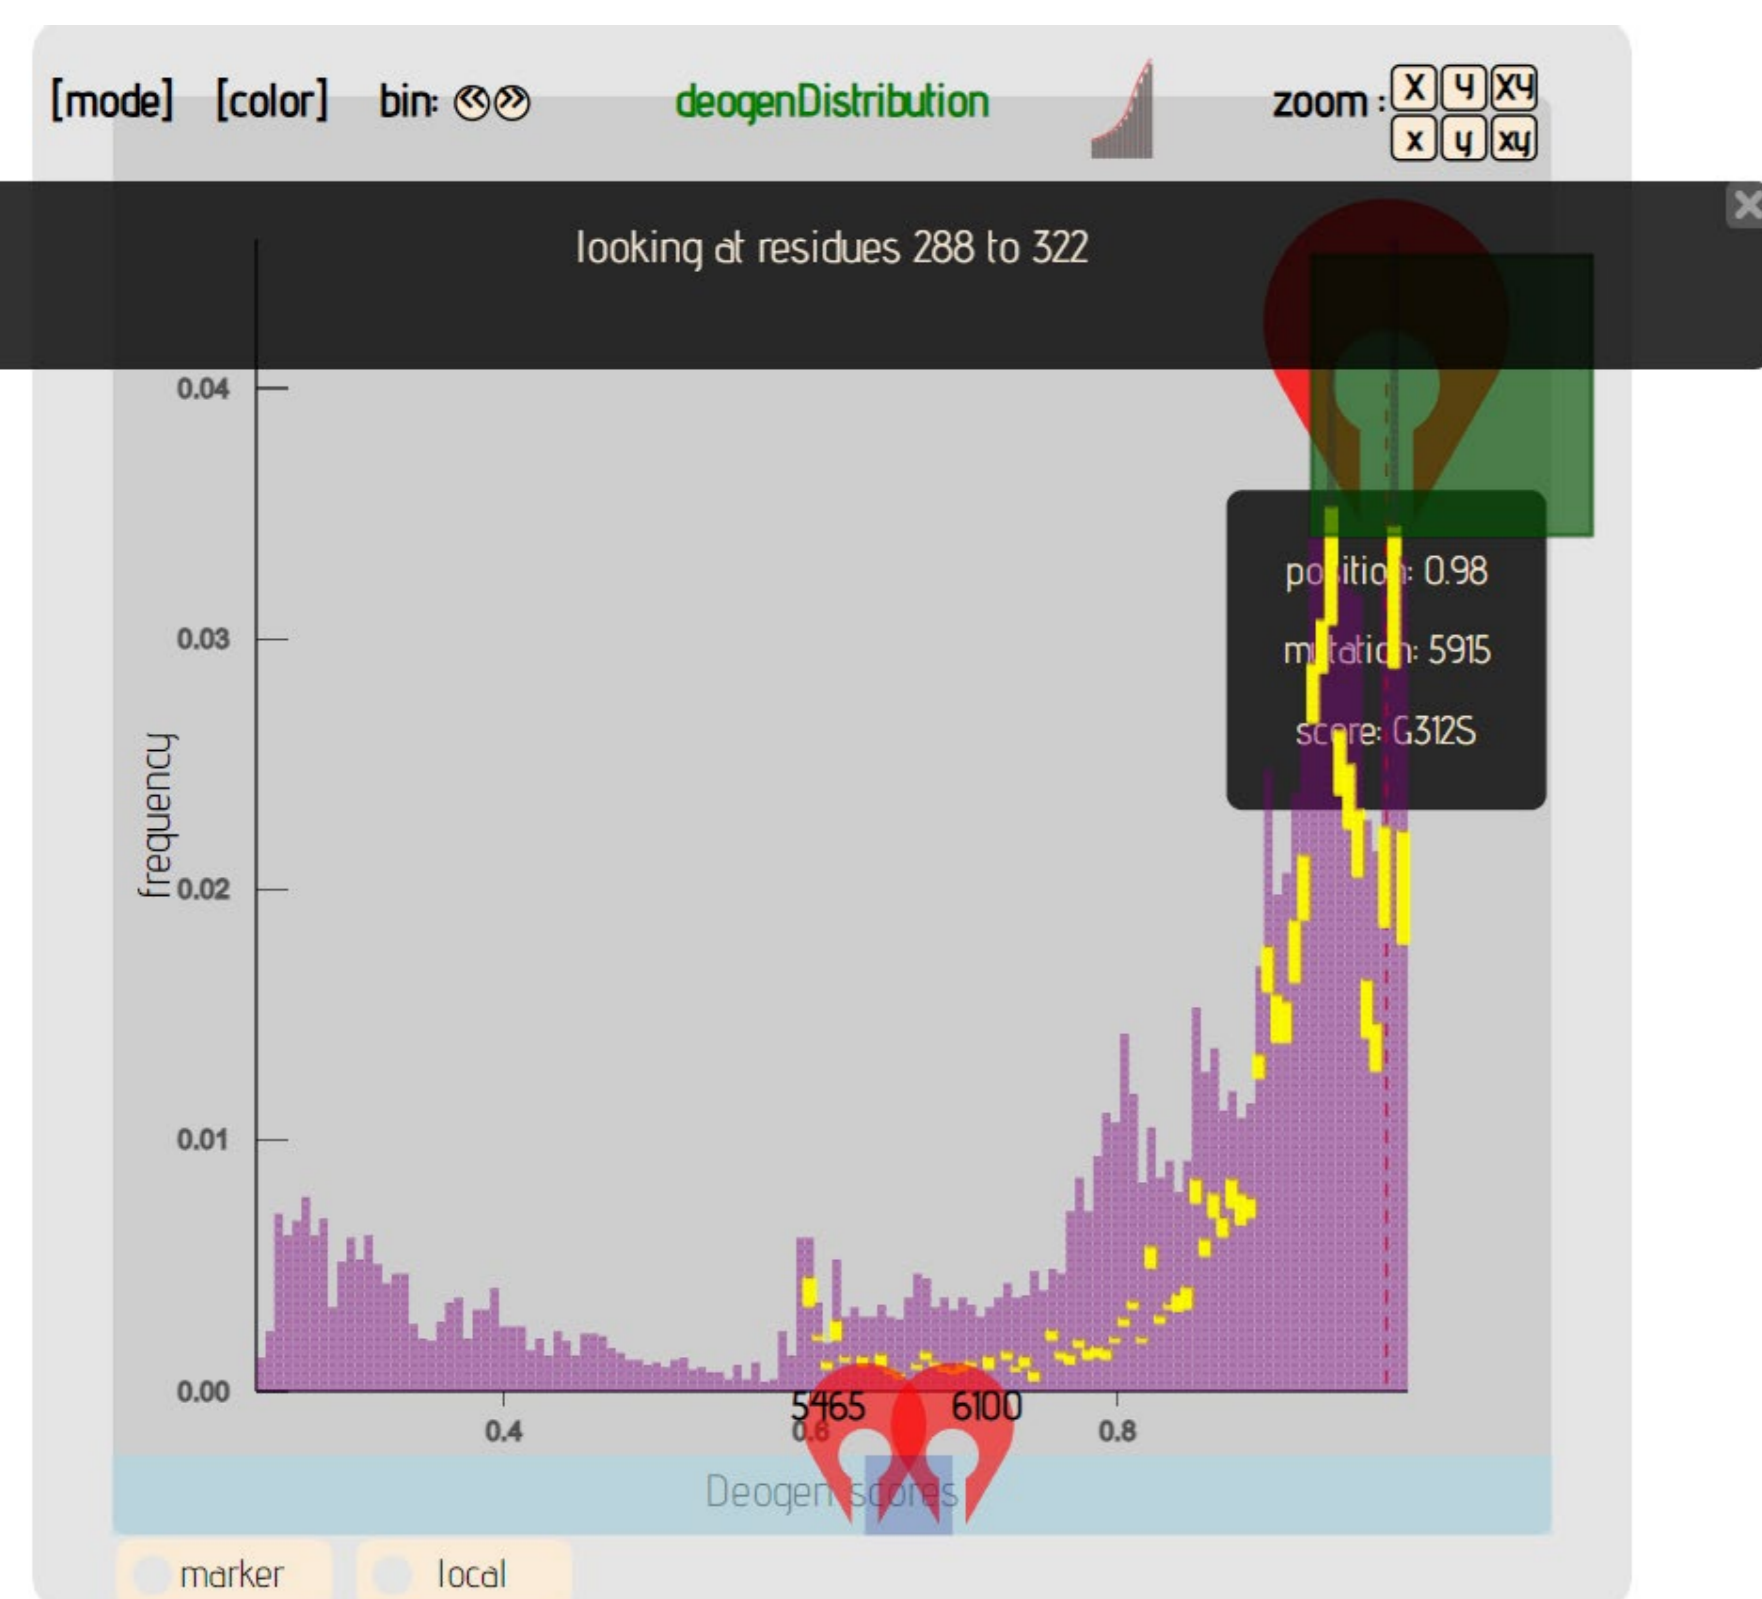 [mode] [color] bin: « » deogenDistribution zoom : X Y XY
x y xy
looking at residues 288 to 322
0.04
position: 0.98
0.03
mutation: 5915
score: G312S
frequency
0.02
0.01
0.00
5465 6100
0.4 0.6 0.8
Deogen scores
marker local